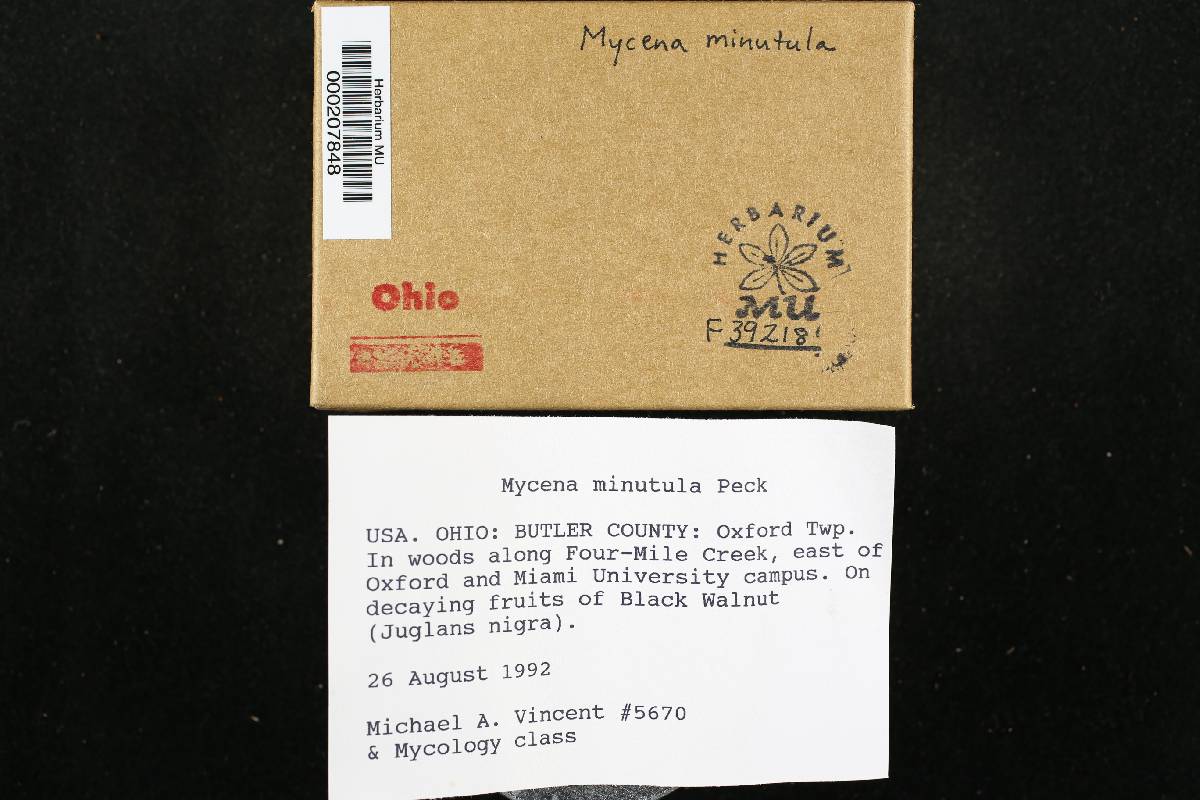 Mycena minutula
Herbarium MU
000207848
HERBARIUM
MU
F 39218
Ohio
Mycena minutula Peck
USA. OHIO: BUTLER COUNTY: Oxford Twp.
In woods along Four-Mile Creek, east of
Oxford and Miami University campus. On
decaying fruits of Black Walnut
(Juglans nigra).
26 August 1992
Michael A. Vincent #5670
& Mycology class